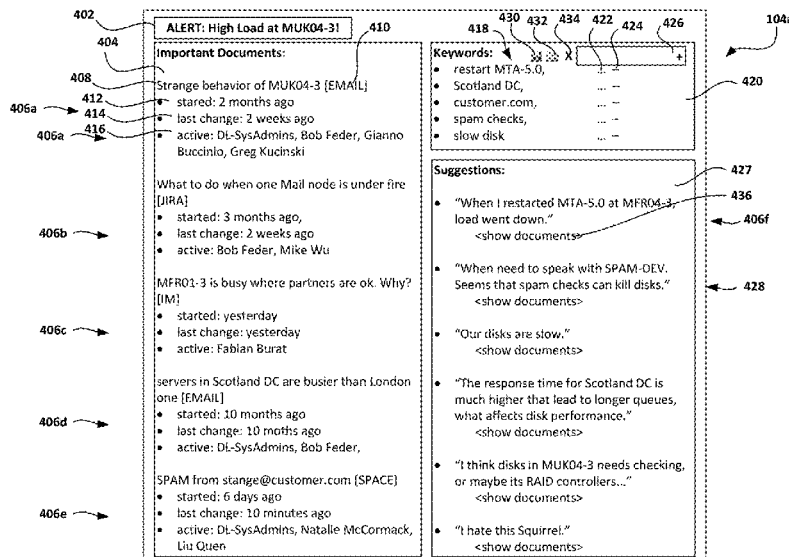 402
ALERT: High Load at MUK04-3!
410
404
Important Documents:
408
Strange behavior of MUK04-3 [EMAIL]
412
• stared: 2 months ago
406a
414
• last change: 2 weeks ago
416
406a
• active: DL-SysAdmins, Bob Feder, Gianno
Buccinio, Greg Kucinski
What to do when one Mail node is under fire
[JIRA]
• started: 3 months ago,
406b
• last change: 2 weeks ago
• active: Bob Feder, Mike Wu
MFR01-3 is busy where partners are ok. Why?
[IM]
• started: yesterday
406c
• last change: yesterday
• active: Fabian Burat
servers in Scotland DC are busier than London
one [EMAIL]
• started: 10 months ago
406d
• last change: 10 moths ago
• active: DL-SysAdmins, Bob Feder,
SPAM from stange@customer.com [SPACE]
• started: 6 days ago
406e
• last change: 10 minutes ago
• active: DL-SysAdmins, Natalie McCormack,
Liu Quen
418
430
432
434
422
424
426
104a
Keywords:
X
+
• restart MTA-5.0, ... –
• Scotland DC, ... –
420
• customer.com, ... –
• spam checks, ... –
• slow disk ... –
Suggestions:
427
436
• "When I restarted MTA-5.0 at MFR04-3,
load went down."
406f
<show documents>
• "When need to speak with SPAM-DEV.
Seems that spam checks can kill disks."
428
<show documents>
• "Our disks are slow."
<show documents>
• "The response time for Scotland DC is
much higher that lead to longer queues,
what affects disk performance."
<show documents>
• "I think disks in MUK04-3 needs checking,
or maybe its RAID controllers..."
<show documents>
• "I hate this Squirrel."
<show documents>